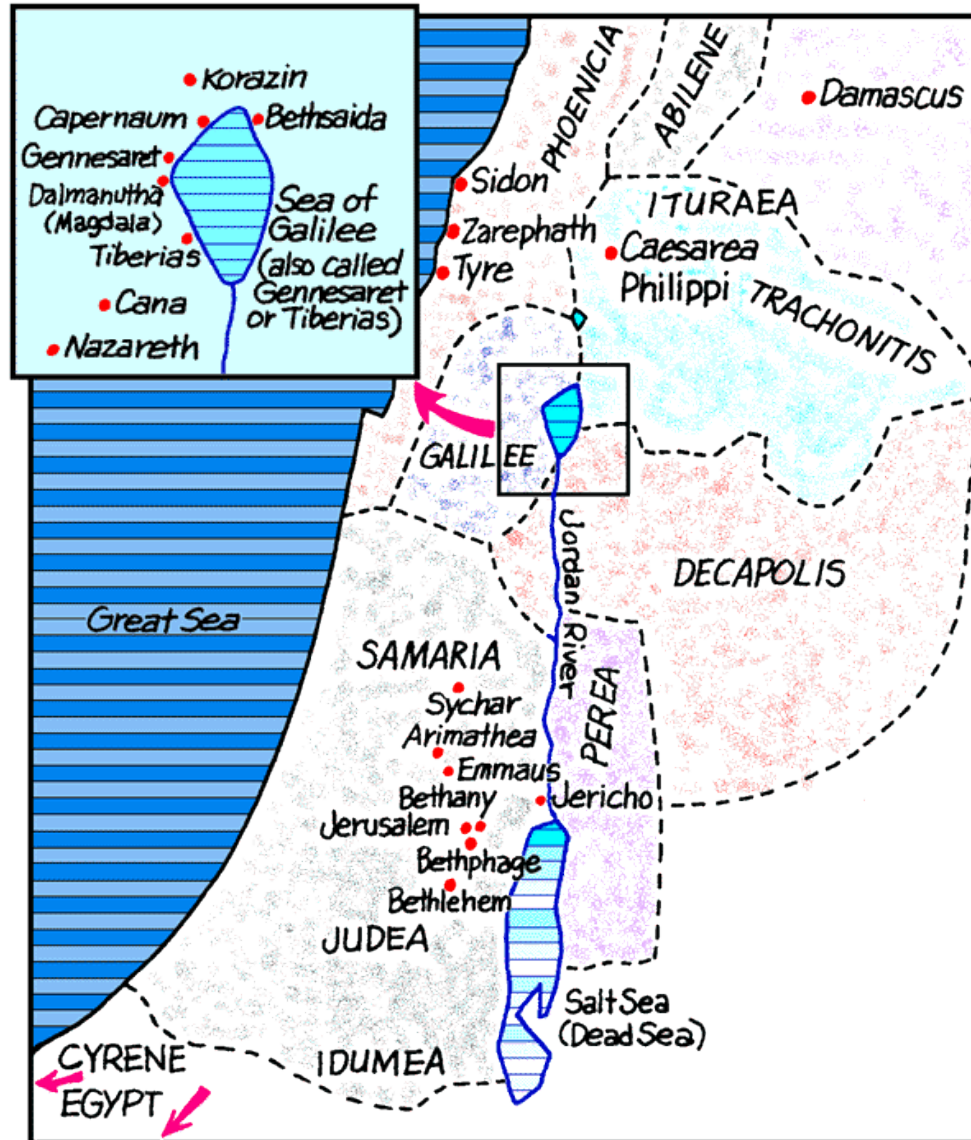 Korazin
Capernaum
Bethsaida
Gennesaret
Dalmanutha
(Magdala)
Tiberias
Sea of
Galilee
(also called
Gennesaret
or Tiberias)
Cana
Nazareth
PHOENICIA
ABILENE
Damascus
Sidon
Zarephath
Tyre
ITURAEA
Caesarea
Philippi
TRACHONITIS
GALILEE
Jordan River
DECAPOLIS
Great Sea
SAMARIA
Sychar
Arimathea
Emmaus
PEREA
Bethany
Jericho
Jerusalem
Bethphage
Bethlehem
JUDEA
Salt Sea
(Dead Sea)
IDUMEA
CYRENE
EGYPT